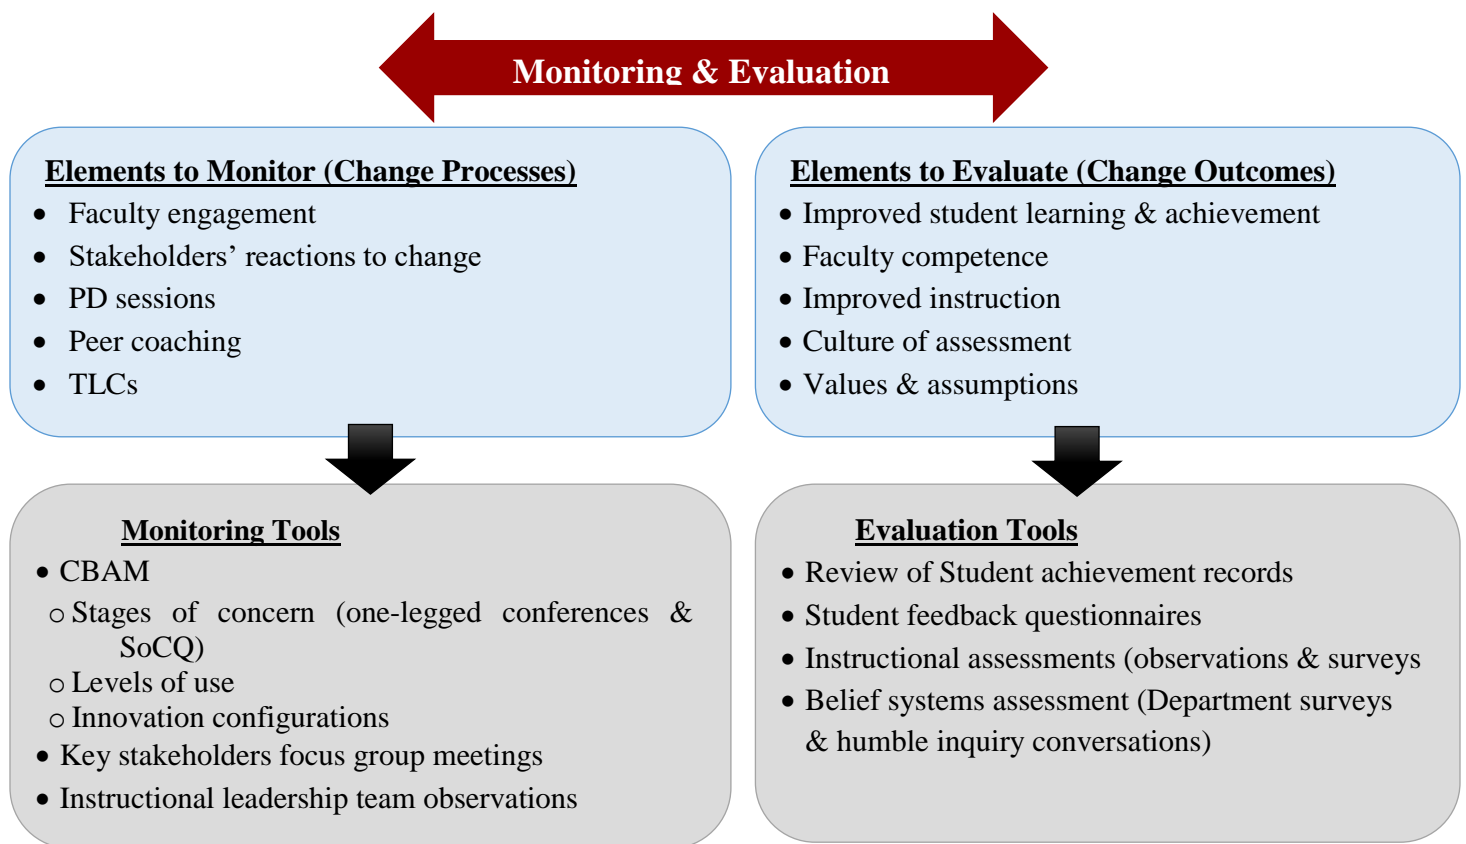 Monitoring & Evaluation
Elements to Monitor (Change Processes)
• Faculty engagement
• Stakeholders’ reactions to change
• PD sessions
• Peer coaching
• TLCs
Elements to Evaluate (Change Outcomes)
• Improved student learning & achievement
• Faculty competence
• Improved instruction
• Culture of assessment
• Values & assumptions
Monitoring Tools
• CBAM
o Stages of concern (one-legged conferences &
SoCQ)
o Levels of use
o Innovation configurations
• Key stakeholders focus group meetings
• Instructional leadership team observations
Evaluation Tools
• Review of Student achievement records
• Student feedback questionnaires
• Instructional assessments (observations & surveys
• Belief systems assessment (Department surveys
& humble inquiry conversations)